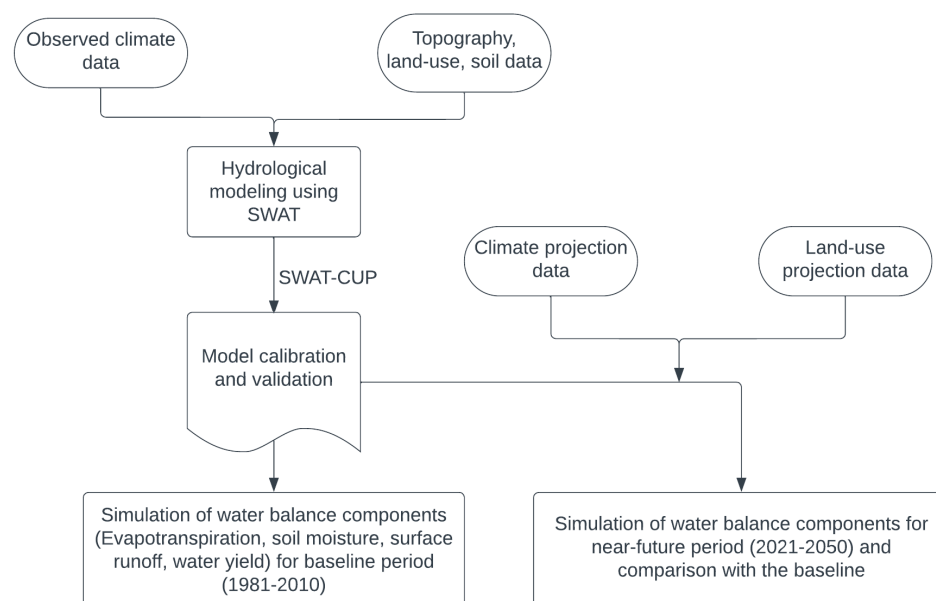 Observed climate
data
Topography,
land-use, soil data
Hydrological
modeling using
SWAT
SWAT-CUP
Climate projection
data
Land-use
projection data
Model calibration
and validation
Simulation of water balance components
(Evapotranspiration, soil moisture, surface
runoff, water yield) for baseline period
(1981-2010)
Simulation of water balance components for
near-future period (2021-2050) and
comparison with the baseline